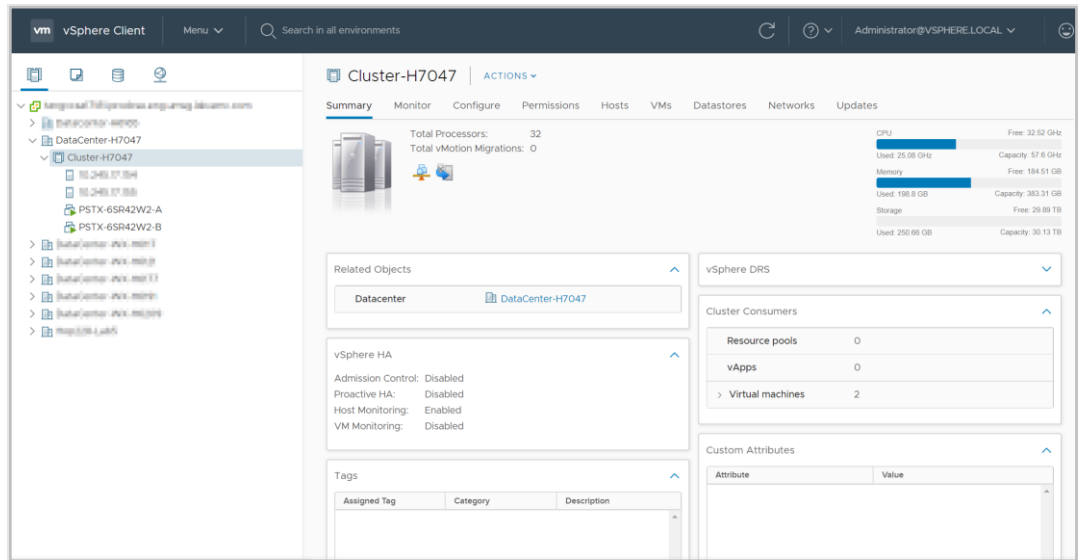 vm vSphere Client Menu Search in all environments Administrator@VSPHERE.LOCAL
DataCenter-H7047
Cluster-H7047
PSTX-6SR42W2-A
PSTX-6SR42W2-B
Cluster-H7047 ACTIONS
Summary Monitor Configure Permissions Hosts VMs Datastores Networks Updates
Total Processors: 32
Total vMotion Migrations: 0
CPU Free: 32.52 GHz
Used: 25.08 GHz Capacity: 57.6 GHz
Memory Free: 184.51 GB
Used: 198.8 GB Capacity: 383.31 GB
Storage Free: 29.89 TB
Used: 250.66 GB Capacity: 30.13 TB
Related Objects
Datacenter DataCenter-H7047
vSphere HA
Admission Control: Disabled
Proactive HA: Disabled
Host Monitoring: Enabled
VM Monitoring: Disabled
Tags
Assigned Tag Category Description
vSphere DRS
Cluster Consumers
Resource pools 0
vApps 0
Virtual machines 2
Custom Attributes
Attribute Value